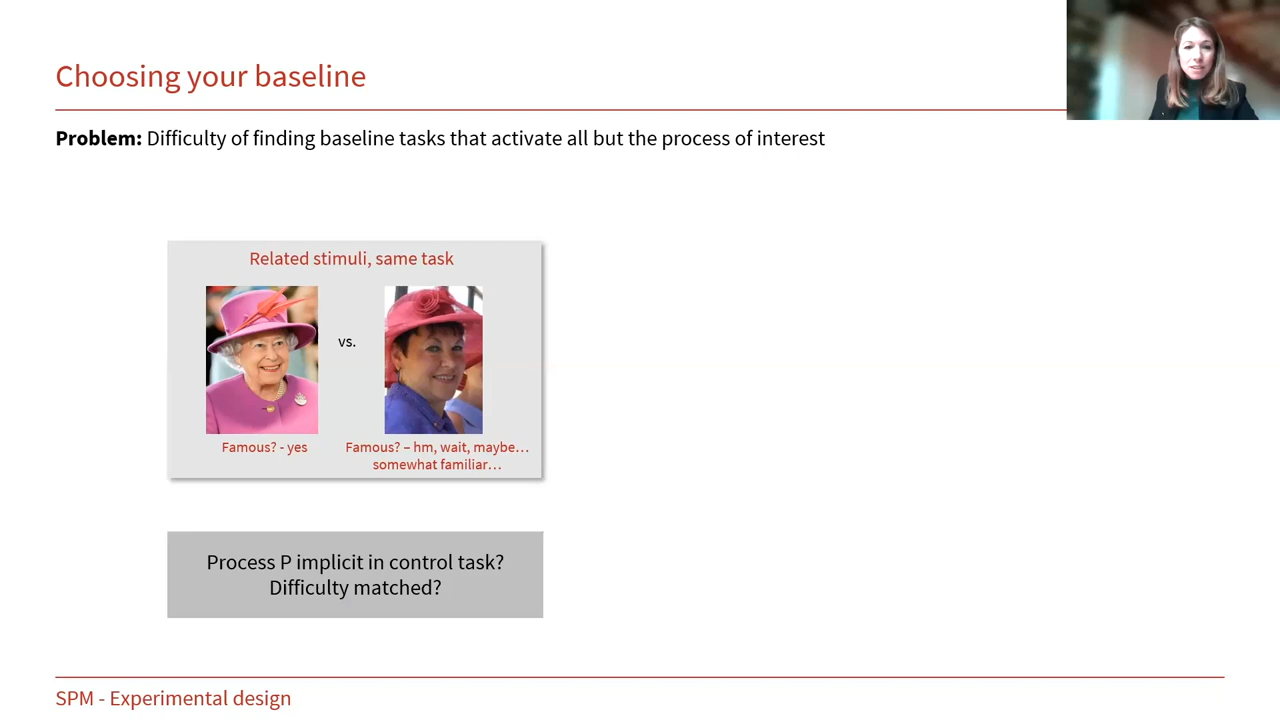 Choosing your baseline
Problem: Difficulty of finding baseline tasks that activate all but the process of interest
Related stimuli, same task
vs.
Famous? - yes
Famous? – hm, wait, maybe…
somewhat familiar…
Process P implicit in control task?
Difficulty matched?
SPM - Experimental design